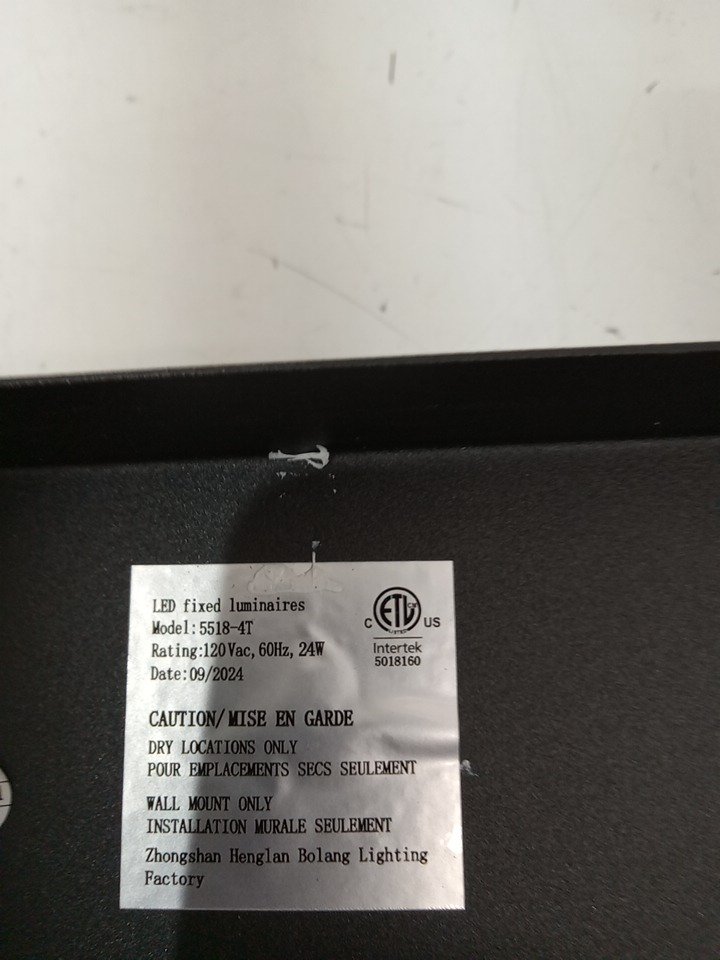 LED fixed luminaires
Model:5518-4T
Rating:120Vac, 60Hz, 24W
Date:09/2024
C ETL US
Intertek
5018160
CAUTION/MISE EN GARDE
DRY LOCATIONS ONLY
POUR EMPLACEMENTS SECS SEULEMENT
WALL MOUNT ONLY
INSTALLATION MURALE SEULEMENT
Zhongshan Henglan Bolang Lighting
Factory